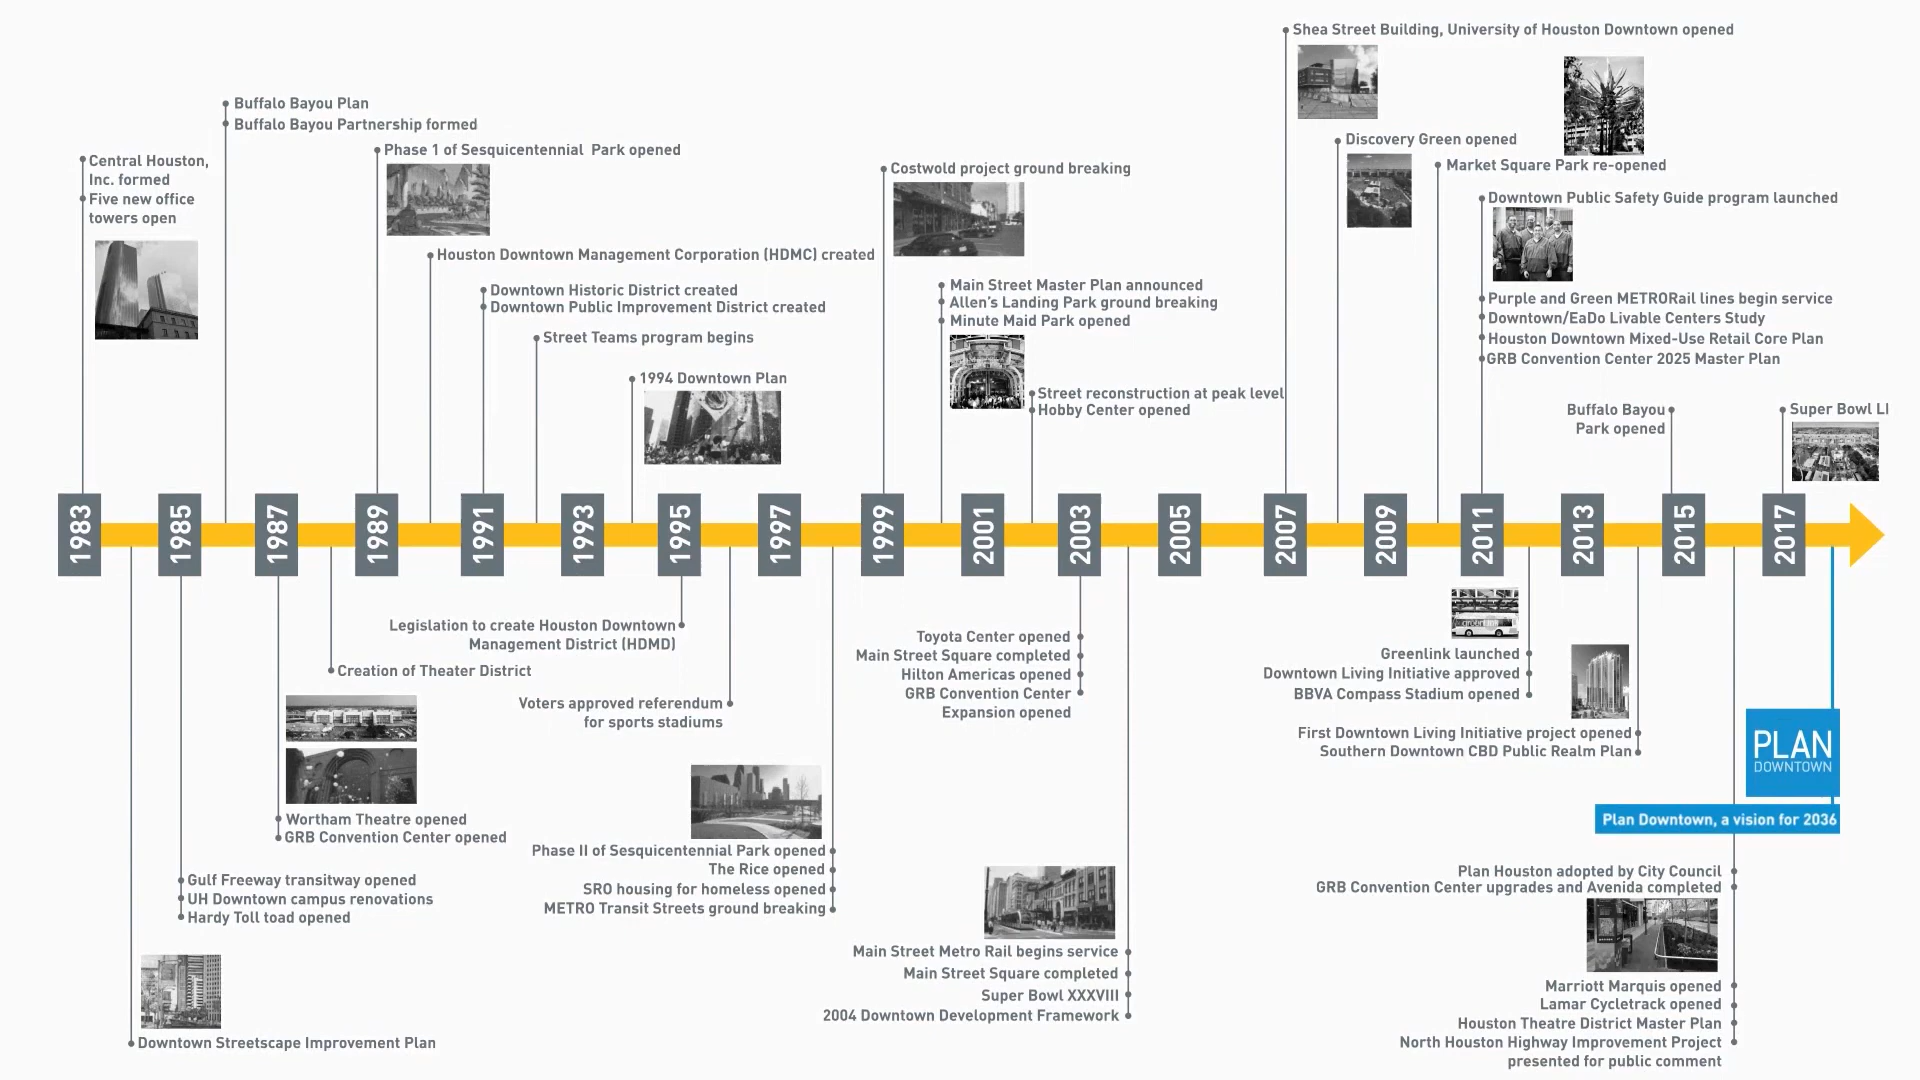 Shea Street Building, University of Houston Downtown opened
Buffalo Bayou Plan
Buffalo Bayou Partnership formed
Central Houston,
Inc. formed
Five new office
towers open
Phase 1 of Sesquicentennial Park opened
Houston Downtown Management Corporation (HDMC) created
Downtown Historic District created
Downtown Public Improvement District created
Street Teams program begins
1994 Downtown Plan
Costwold project ground breaking
Main Street Master Plan announced
Allen's Landing Park ground breaking
Minute Maid Park opened
Street reconstruction at peak level
Hobby Center opened
Discovery Green opened
Market Square Park re-opened
Downtown Public Safety Guide program launched
Purple and Green METRORail lines begin service
Downtown/EaDo Livable Centers Study
Houston Downtown Mixed-Use Retail Core Plan
GRB Convention Center 2025 Master Plan
Buffalo Bayou
Park opened
Super Bowl LI
1983
1985
1987
1989
1991
1993
1995
1997
1999
2001
2003
2005
2007
2009
2011
2013
2015
2017
Legislation to create Houston Downtown
Management District (HDMD)
Creation of Theater District
Voters approved referendum
for sports stadiums
Wortham Theatre opened
GRB Convention Center opened
Gulf Freeway transitway opened
UH Downtown campus renovations
Hardy Toll toad opened
Downtown Streetscape Improvement Plan
Phase II of Sesquicentennial Park opened
The Rice opened
SRO housing for homeless opened
METRO Transit Streets ground breaking
Toyota Center opened
Main Street Square completed
Hilton Americas opened
GRB Convention Center
Expansion opened
Main Street Metro Rail begins service
Main Street Square completed
Super Bowl XXXVIII
2004 Downtown Development Framework
greenlink
Greenlink launched
Downtown Living Initiative approved
BBVA Compass Stadium opened
First Downtown Living Initiative project opened
Southern Downtown CBD Public Realm Plan
PLAN
DOWNTOWN
Plan Downtown, a vision for 2036
Plan Houston adopted by City Council
GRB Convention Center upgrades and Avenida completed
Marriott Marquis opened
Lamar Cycletrack opened
Houston Theatre District Master Plan
North Houston Highway Improvement Project
presented for public comment